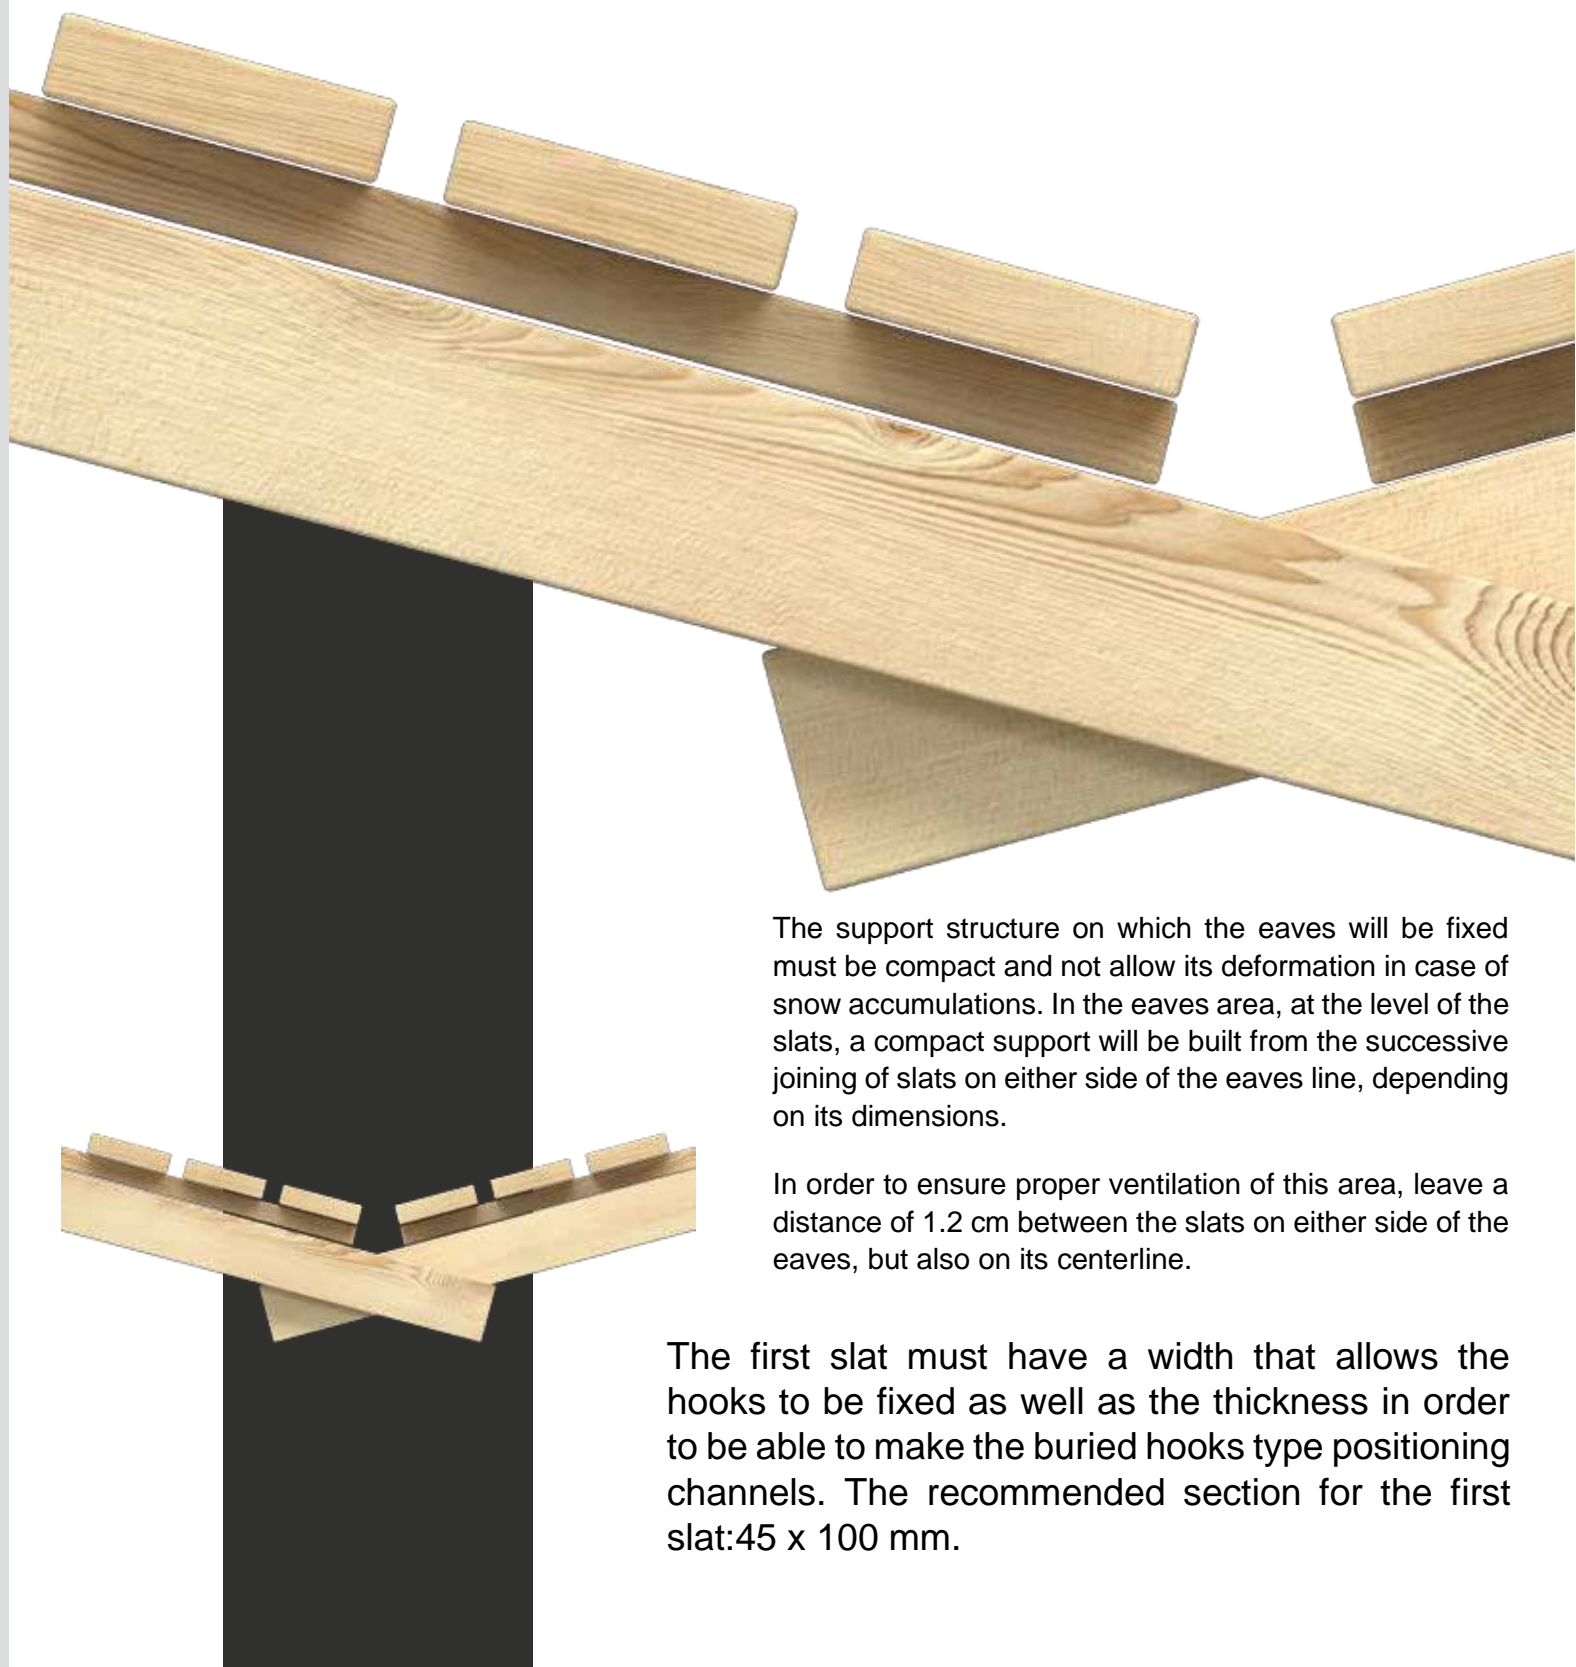 The support structure on which the eaves will be fixed
must be compact and not allow its deformation in case of
snow accumulations. In the eaves area, at the level of the
slats, a compact support will be built from the successive
joining of slats on either side of the eaves line, depending
on its dimensions.
In order to ensure proper ventilation of this area, leave a
distance of 1.2 cm between the slats on either side of the
eaves, but also on its centerline.
The first slat must have a width that allows the
hooks to be fixed as well as the thickness in order
to be able to make the buried hooks type positioning
channels. The recommended section for the first
slat:45 x 100 mm.